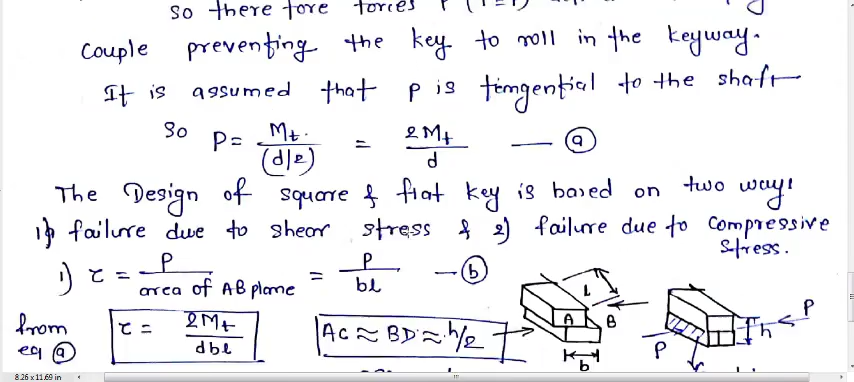 so therefore forces P
couple preventing the key to roll in the keyway.
It is assumed that P is tangential to the shaft
So P = Mt / (d/2) = 2Mt / d — (a)
The Design of square & flat key is based on two ways
1) failure due to shear stress & 2) failure due to compressive stress.
1) τ = P / area of AB plane = P / bl — (b)
from eq (a) τ = 2Mt / dbl AC ≈ BD ≈ h/2
l A B b P P h
8.26 x 11.69 in